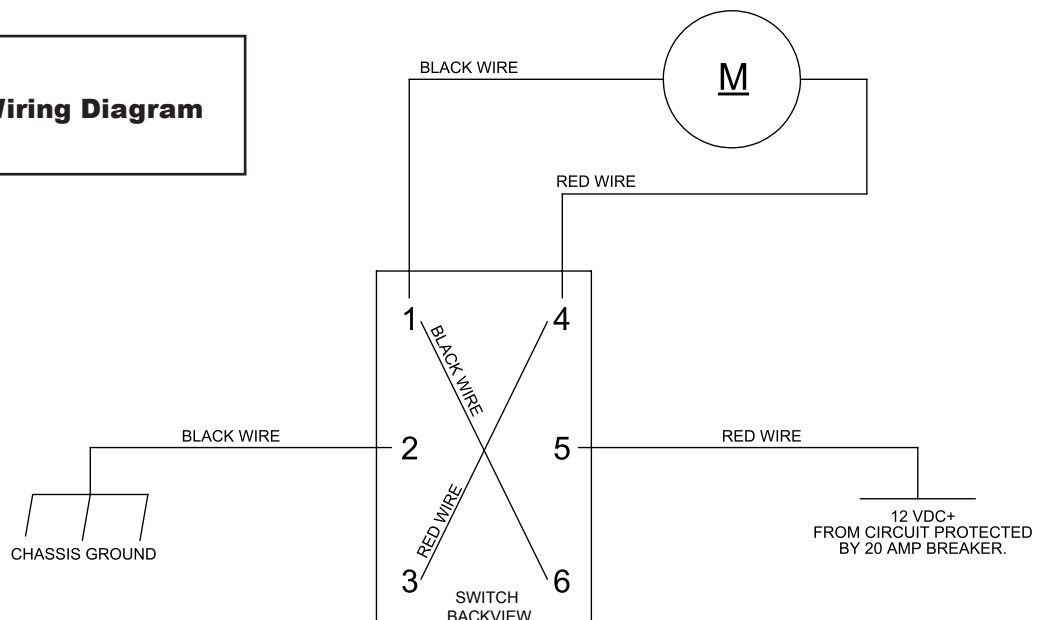 Wiring Diagram
BLACK WIRE
M
RED WIRE
1
4
BLACK WIRE
BLACK WIRE
2
5
RED WIRE
RED WIRE
CHASSIS GROUND
12 VDC+
FROM CIRCUIT PROTECTED
BY 20 AMP BREAKER.
3
6
SWITCH
BACKVIEW